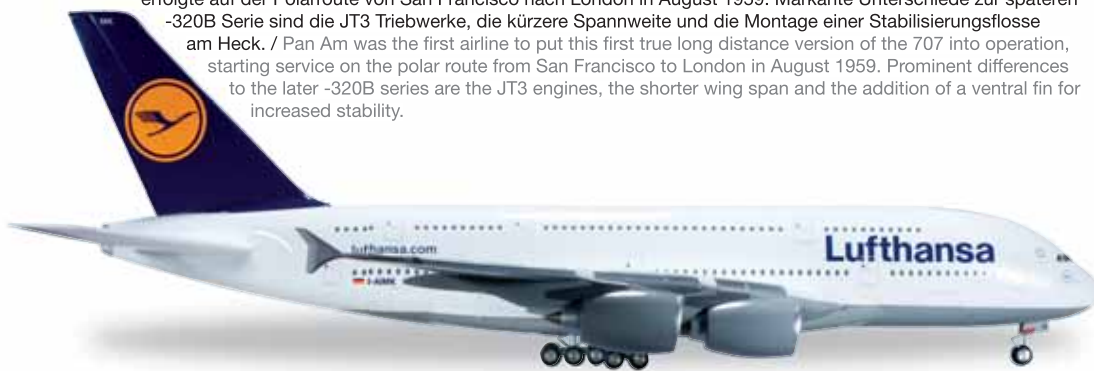 erfolgte auf der Polarroute von San Francisco nach London in August 1959. Markante Unterschiede zur späteren
-320B Serie sind die JT3 Triebwerke, die kürzere Spannweite und die Montage einer Stabilisierungsflosse
am Heck. / Pan Am was the first airline to put this first true long distance version of the 707 into operation,
starting service on the polar route from San Francisco to London in August 1959. Prominent differences
to the later -320B series are the JT3 engines, the shorter wing span and the addition of a ventral fin for
increased stability.
Lufthansa
lufthansa.com